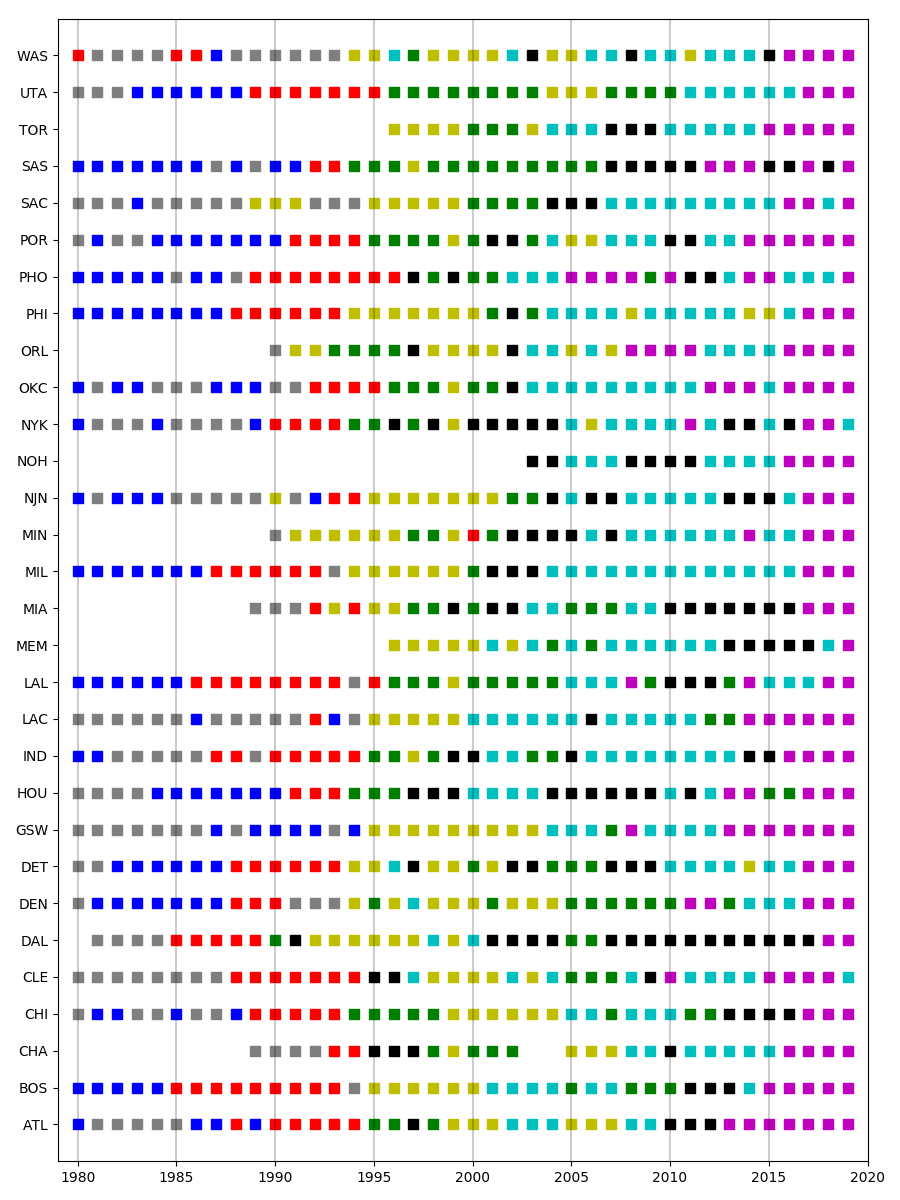 WAS
UTA
TOR
SAS
SAC
POR
PHO
PHI
ORL
OKC
NYK
NOH
NJN
MIN
MIL
MIA
MEM
LAL
LAC
IND
HOU
GSW
DET
DEN
DAL
CLE
CHI
CHA
BOS
ATL
1980 1985 1990 1995 2000 2005 2010 2015 2020